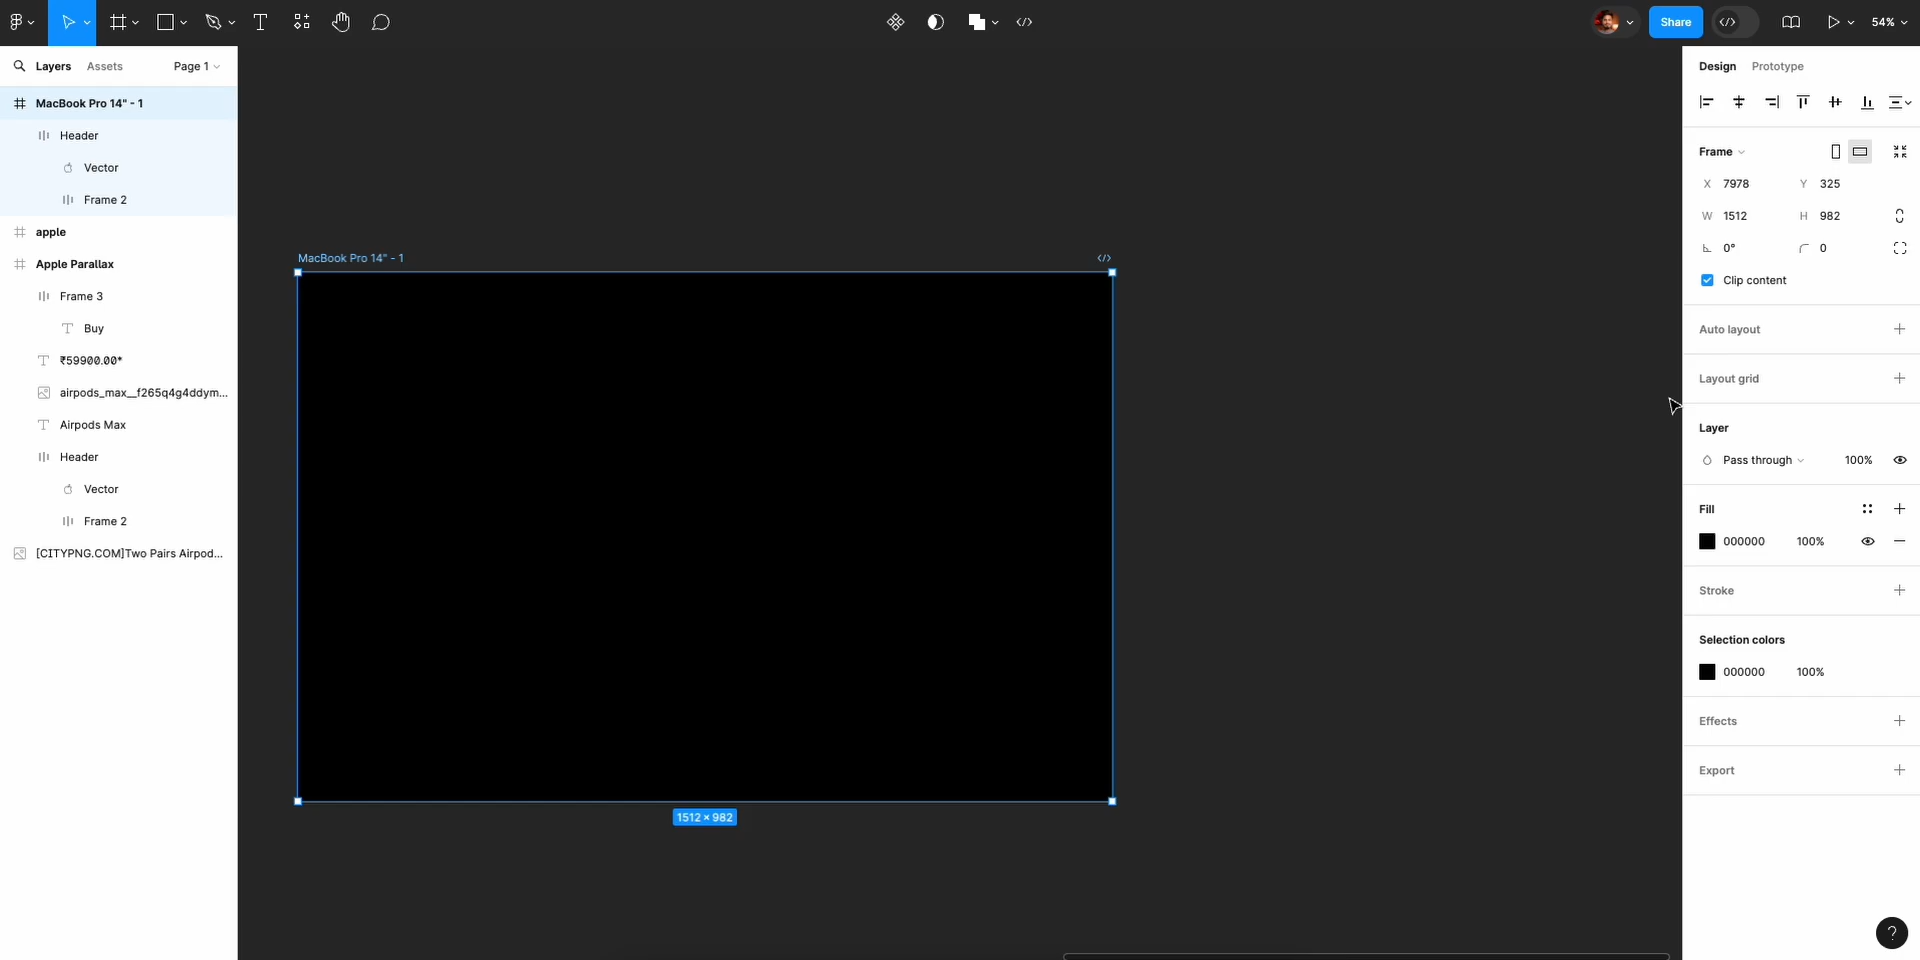 Share
54%
Layers Assets Page 1
MacBook Pro 14" - 1
Header
Vector
Frame 2
apple
Apple Parallax
Frame 3
Buy
₹59900.00*
airpods_max__f265q4g4ddym...
Airpods Max
Header
Vector
Frame 2
[CITYPNG.COM]Two Pairs Airpod...
MacBook Pro 14" - 1
1512 × 982
Design Prototype
Frame
X 7978 Y 325
W 1512 H 982
0° 0
Clip content
Auto layout
Layout grid
Layer
Pass through 100%
Fill
000000 100%
Stroke
Selection colors
000000 100%
Effects
Export
?